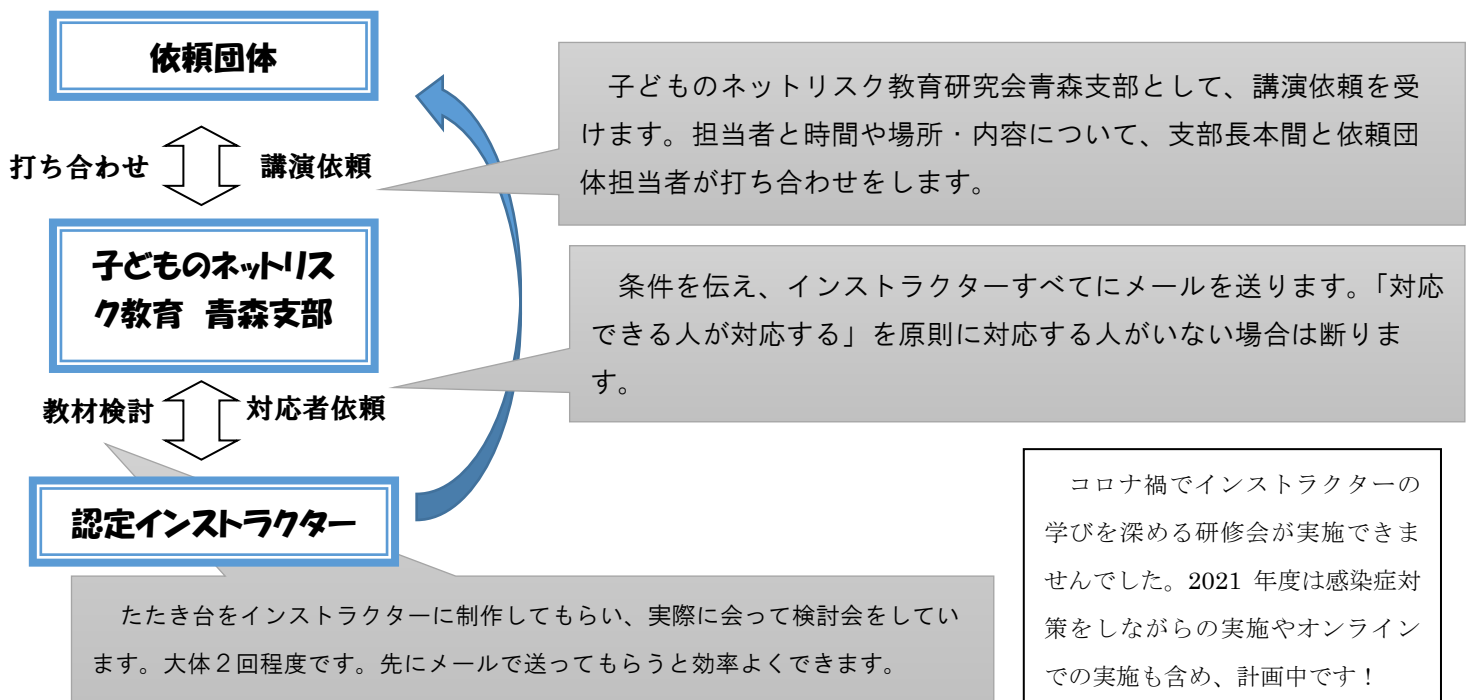 依頼団体
子どものネットリスク教育研究会青森支部として、講演依頼を受
けます。担当者と時間や場所・内容について、支部長本間と依頼団
体担当者が打ち合わせをします。
打ち合わせ
講演依頼
子どものネットリス
ク教育　青森支部
条件を伝え、インストラクターすべてにメールを送ります。「対応
できる人が対応する」を原則に対応する人がいない場合は断りま
す。
教材検討
対応者依頼
認定インストラクター
たたき台をインストラクターに制作してもらい、実際に会って検討会をしてい
ます。大体２回程度です。先にメールで送ってもらうと効率よくできます。
コロナ禍でインストラクターの
学びを深める研修会が実施できま
せんでした。2021 年度は感染症対
策をしながらの実施やオンライン
での実施も含め、計画中です！